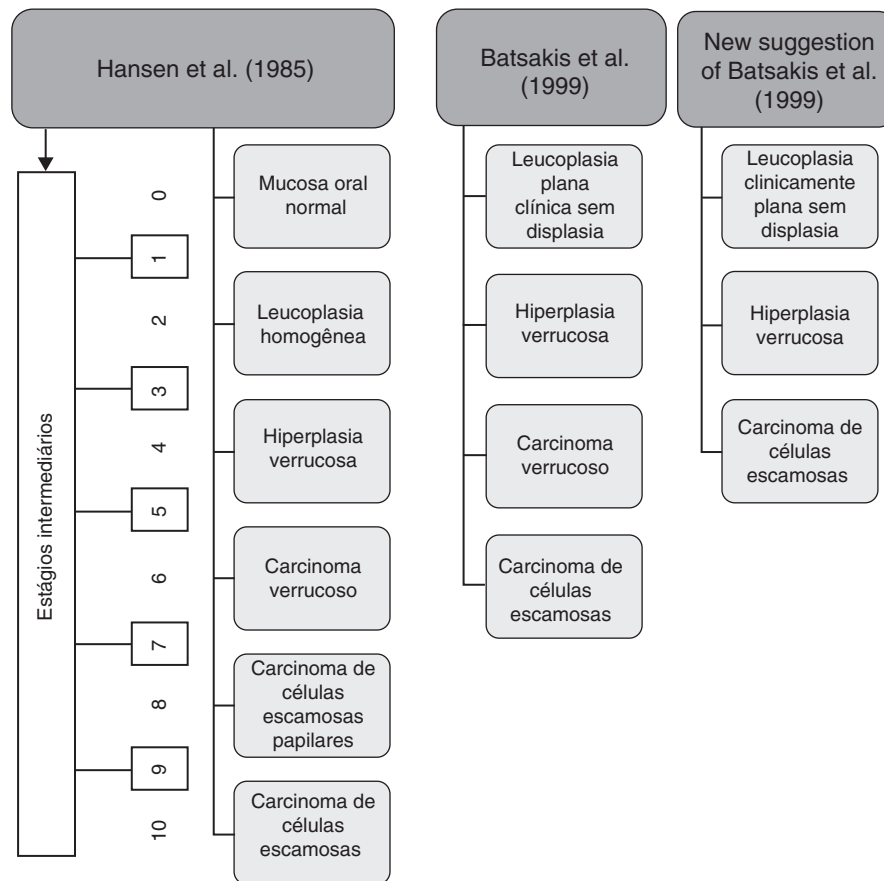 Hansen et al. (1985)
Estágios intermediários
0
1
2
3
4
5
6
7
8
9
10
Mucosa oral
normal
Leucoplasia
homogênea
Hiperplasia
verrucosa
Carcinoma
verrucoso
Carcinoma de
células
escamosas
papilares
Carcinoma de
células
escamosas
Batsakis et al.
(1999)
Leucoplasia
plana
clínica sem
displasia
Hiperplasia
verrucosa
Carcinoma
verrucoso
Carcinoma de
células
escamosas
New suggestion
of Batsakis et al.
(1999)
Leucoplasia
clinicamente
plana sem
displasia
Hiperplasia
verrucosa
Carcinoma de
células
escamosas